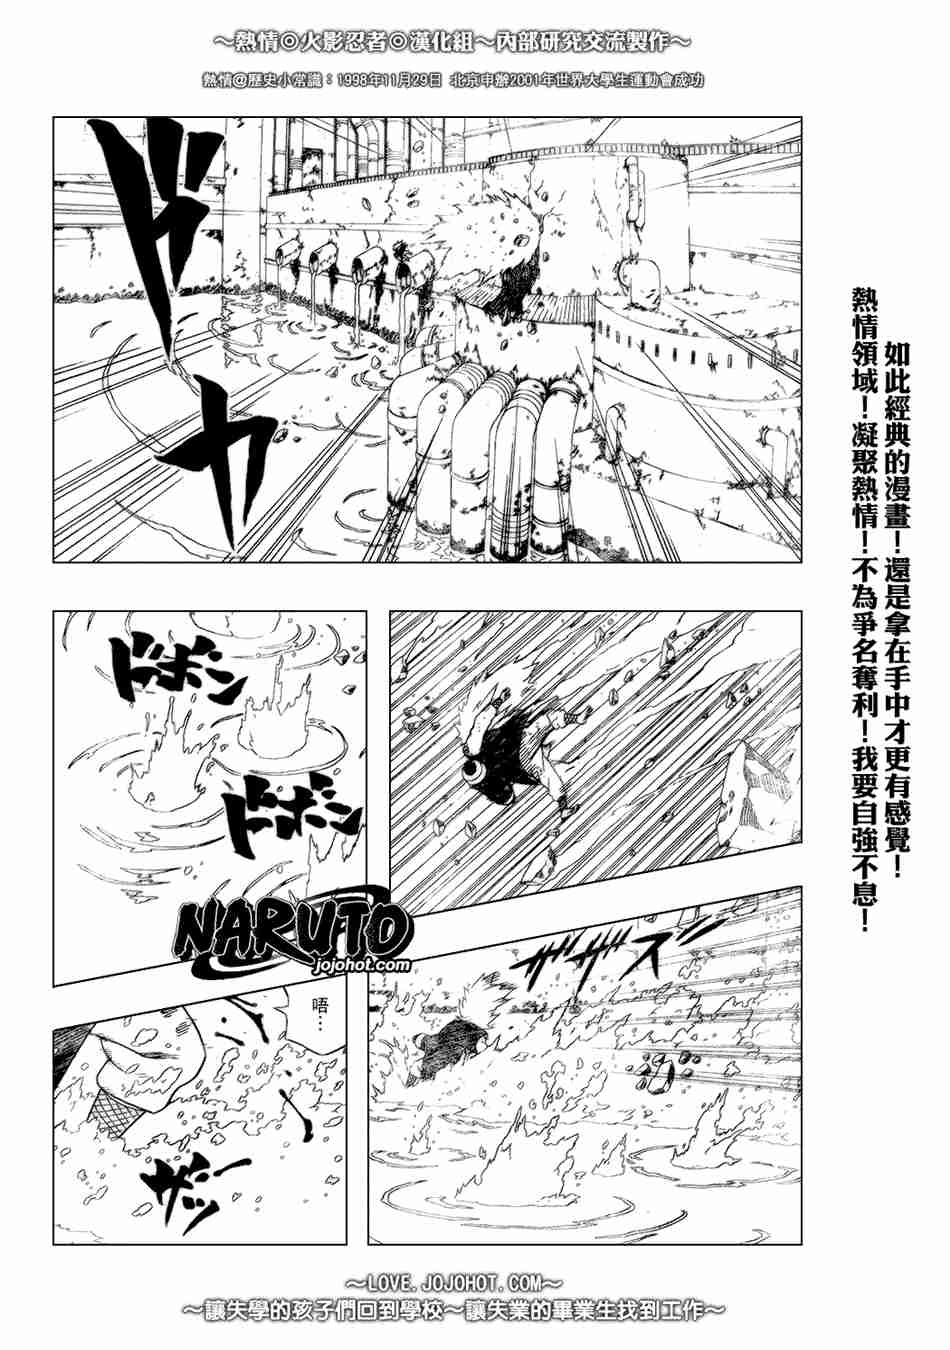 ～熱情◎火影忍者◎漢化組～內部研究交流製作～
熱情@歷史小常識：1998年11月29日 北京申辦2001年世界大學生運動會成功
ドドカ
如此經典的漫畫！還是拿在手中才更有感覺！
熱情領域！凝聚熱情！不為爭名奪利！我要自強不息！
ドボン
ドボン
NARUTO
jojohot.com
ザザズ
唔…
ザザッ
～LOVE.JOJOHOT.COM～
～讓失學的孩子們回到學校～讓失業的畢業生找到工作～